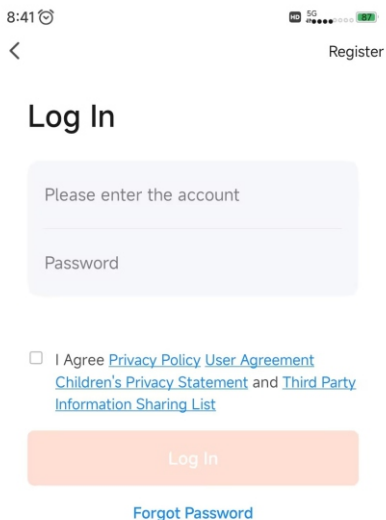 8:41
HD 5G 87
Register
Log In
Please enter the account
Password
I Agree Privacy Policy User Agreement
Children's Privacy Statement and Third Party
Information Sharing List
Log In
Forgot Password